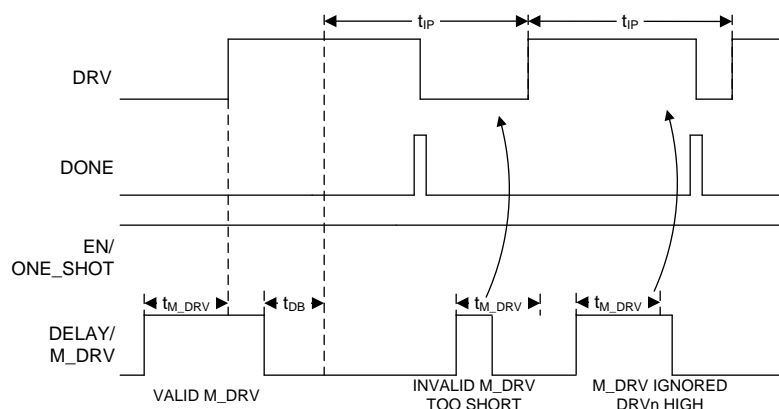 tIP
tIP
DRV
DONE
EN/
ONE_SHOT
tM_DRV
tDB
tM_DRV
tM_DRV
DELAY/
M_DRV
VALID M_DRV
INVALID M_DRV
TOO SHORT
M_DRV IGNORED
DRVn HIGH